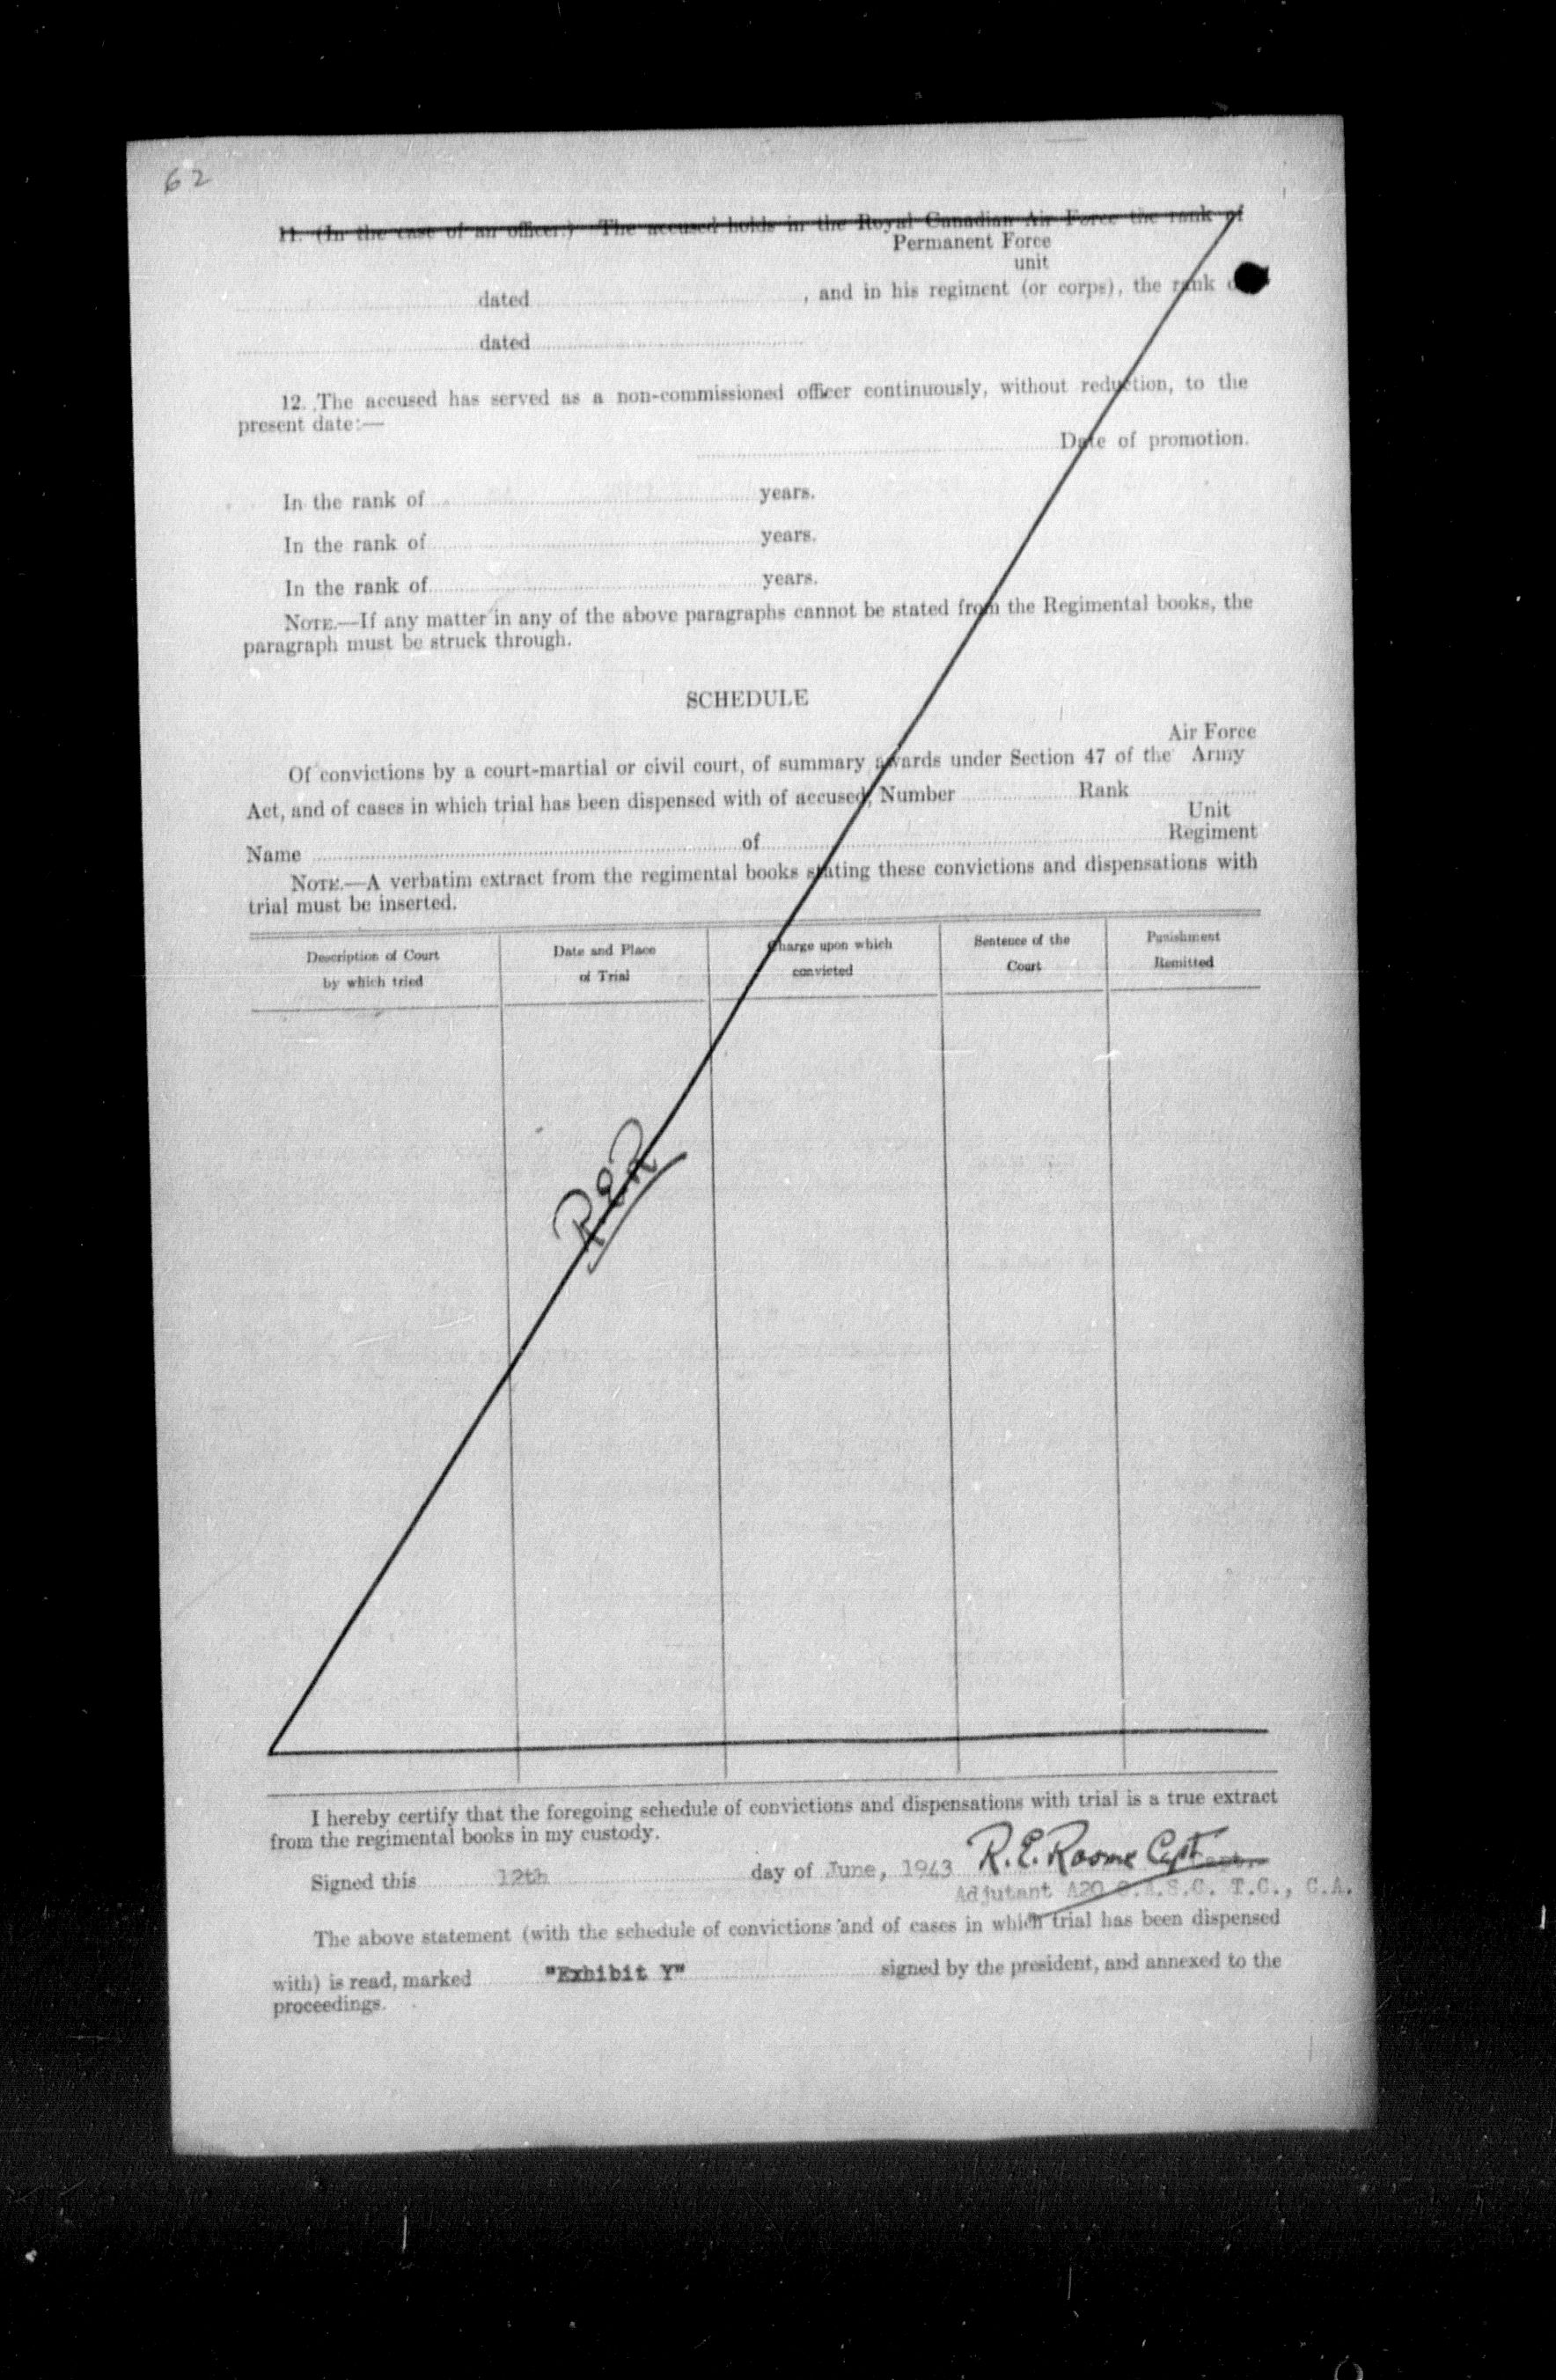 62
11. (In the case of an officer.) The accused holds in the Royal Canadian Air Force the rank of
Permanent Force
unit
dated , and in his regiment (or corps), the rank
dated
12. The accused has served as a non-commissioned officer continuously, without reduction, to the
present date:—
Date of promotion.
In the rank of years.
In the rank of years.
In the rank of years.
NOTE.—If any matter in any of the above paragraphs cannot be stated from the Regimental books, the
paragraph must be struck through.
SCHEDULE
Air Force
Of convictions by a court-martial or civil court, of summary awards under Section 47 of the Army
Act, and of cases in which trial has been dispensed with of accused, Number Rank
Unit
Name of Regiment
NOTE.—A verbatim extract from the regimental books stating these convictions and dispensations with
trial must be inserted.
Description of Court Date and Place Charge upon which Sentence of the Punishment
by which tried of Trial convicted Court Remitted
R.E.R
I hereby certify that the foregoing schedule of convictions and dispensations with trial is a true extract
from the regimental books in my custody.
Signed this 12th day of June, 1943 R.E. Roome Capt
Adjutant A20 C.A.S.C. T.C., C.A.
The above statement (with the schedule of convictions and of cases in which trial has been dispensed
with) is read, marked "Exhibit Y" signed by the president, and annexed to the
proceedings.